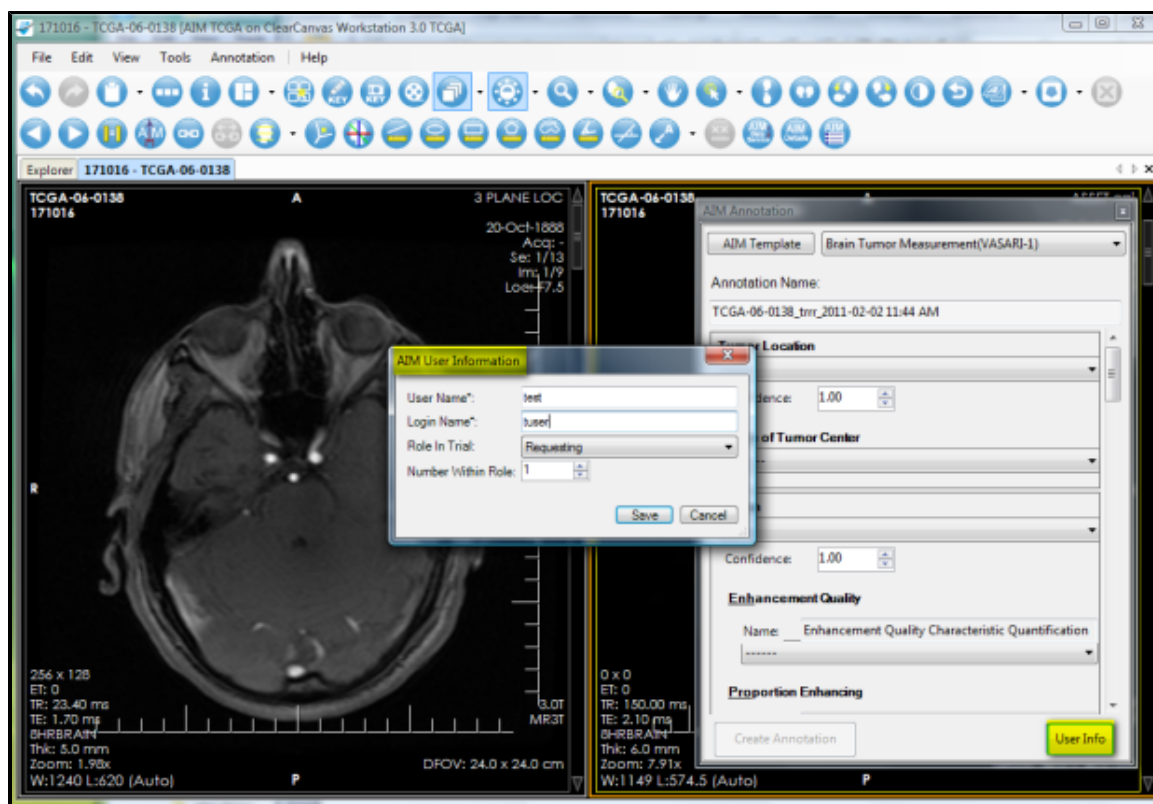 171016 - TCGA-06-0138 [AIM TCGA on ClearCanvas Workstation 3.0 TCGA]
File Edit View Tools Annotation Help
KEY KEY
AIM AIM AIM Details AIM
Explorer 171016 - TCGA-06-0138
TCGA-06-0138 A 3 PLANE LOC
171016
20-Oct-1888
Acq: -
Se: 1/13
Im: 1/9
Loc: F7.5
R
256 x 128
ET: 0
TR: 23.40 ms
TE: 1.70 ms
8HRBRAIN
Thk: 5.0 mm
Zoom: 1.98x
W:1240 L:620 (Auto)
3.0T
MR3T
DFOV: 24.0 x 24.0 cm
P
TCGA-06-0138
171016
0 x 0
ET: 0
TR: 150.00 ms
TE: 2.10 ms
8HRBRAIN
Thk: 6.0 mm
Zoom: 7.91x
W:1149 L:574.5 (Auto)
P
AIM Annotation
AIM Template Brain Tumor Measurement(VASARI-1)
Annotation Name:
TCGA-06-0138_trrr_2011-02-02 11:44 AM
Tumor Location
1.00
of Tumor Center
Confidence: 1.00
Enhancement Quality
Name: Enhancement Quality Characteristic Quantification
------
Proportion Enhancing
Create Annotation User Info
AIM User Information
User Name*: test
Login Name*: tuser
Role In Trial: Requesting
Number Within Role: 1
Save Cancel